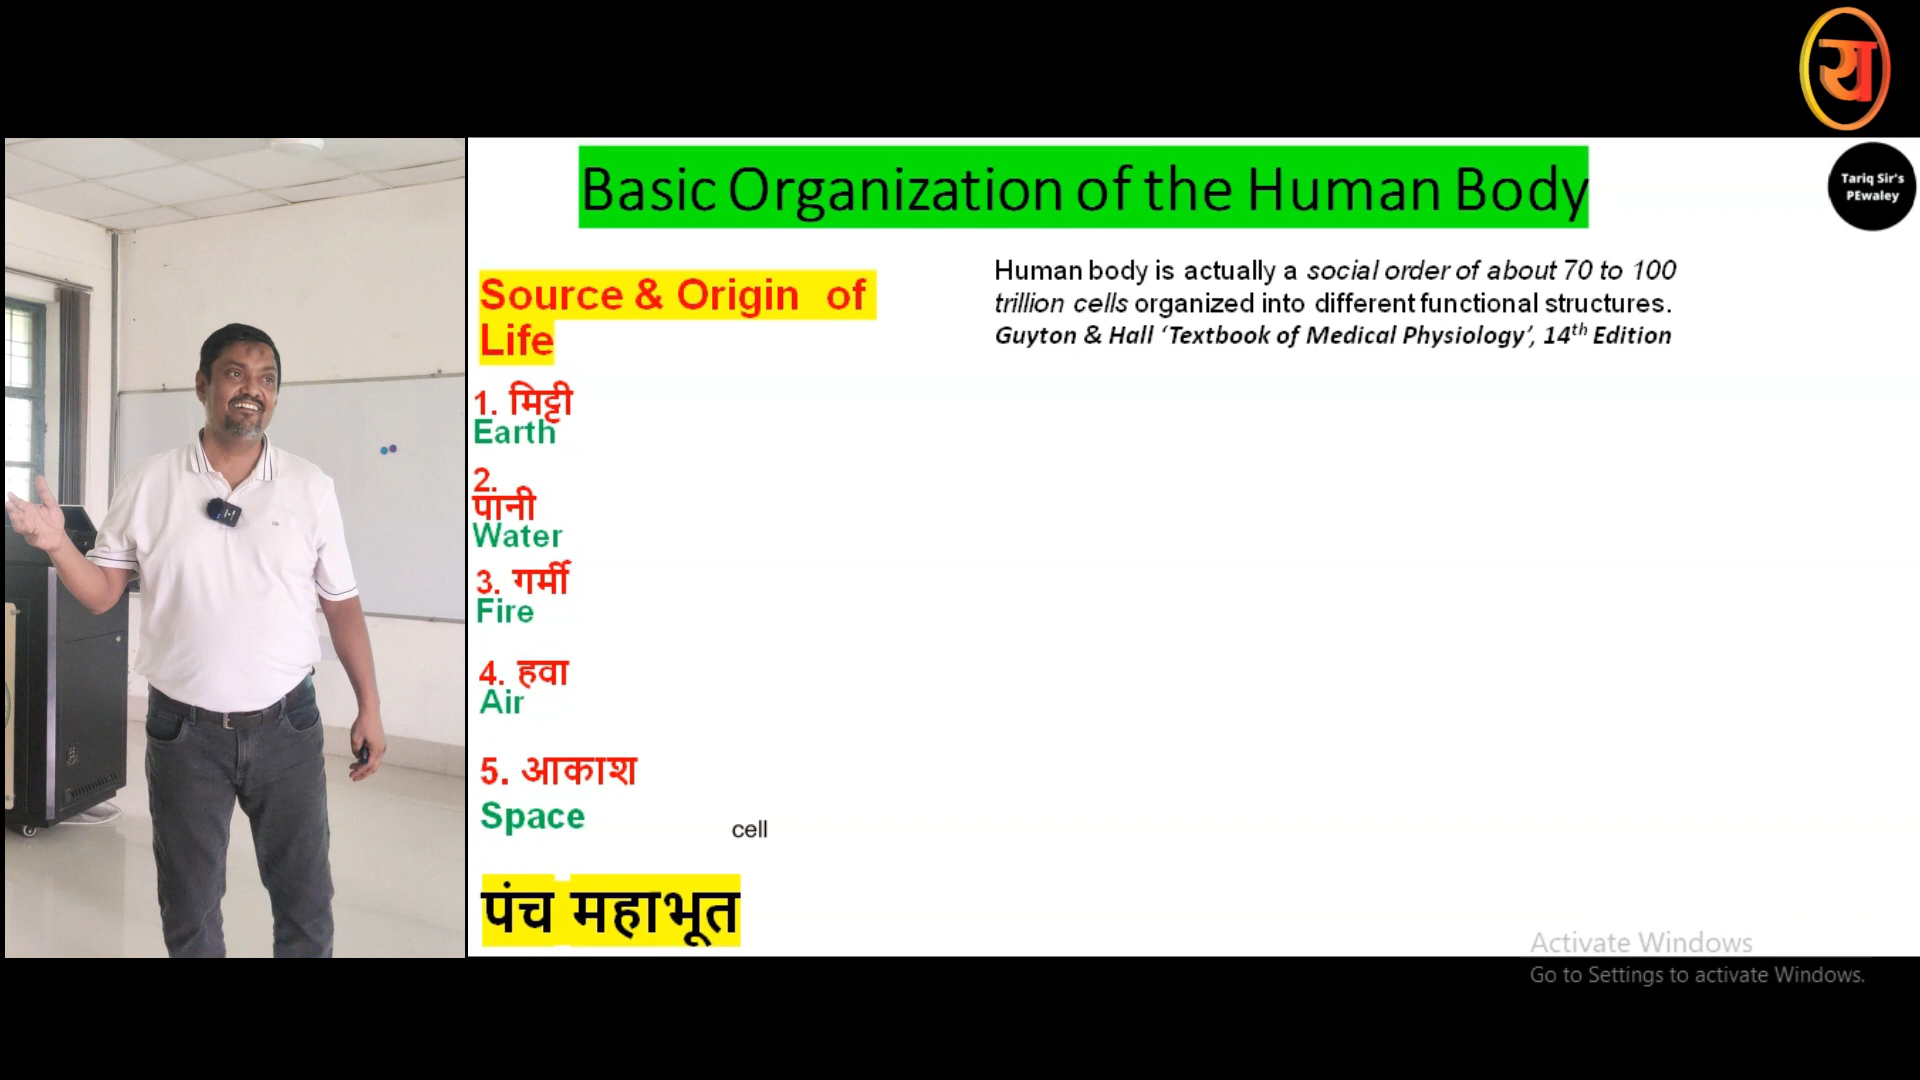 य
Tariq Sir's
PEwaley
Basic Organization of the Human Body
Source & Origin of
Life
1. मिट्टी
Earth
2.
पानी
Water
3. गर्मी
Fire
4. हवा
Air
5. आकाश
Space
cell
पंच महाभूत
Human body is actually a social order of about 70 to 100
trillion cells organized into different functional structures.
Guyton & Hall ‘Textbook of Medical Physiology’, 14th Edition
Activate Windows
Go to Settings to activate Windows.